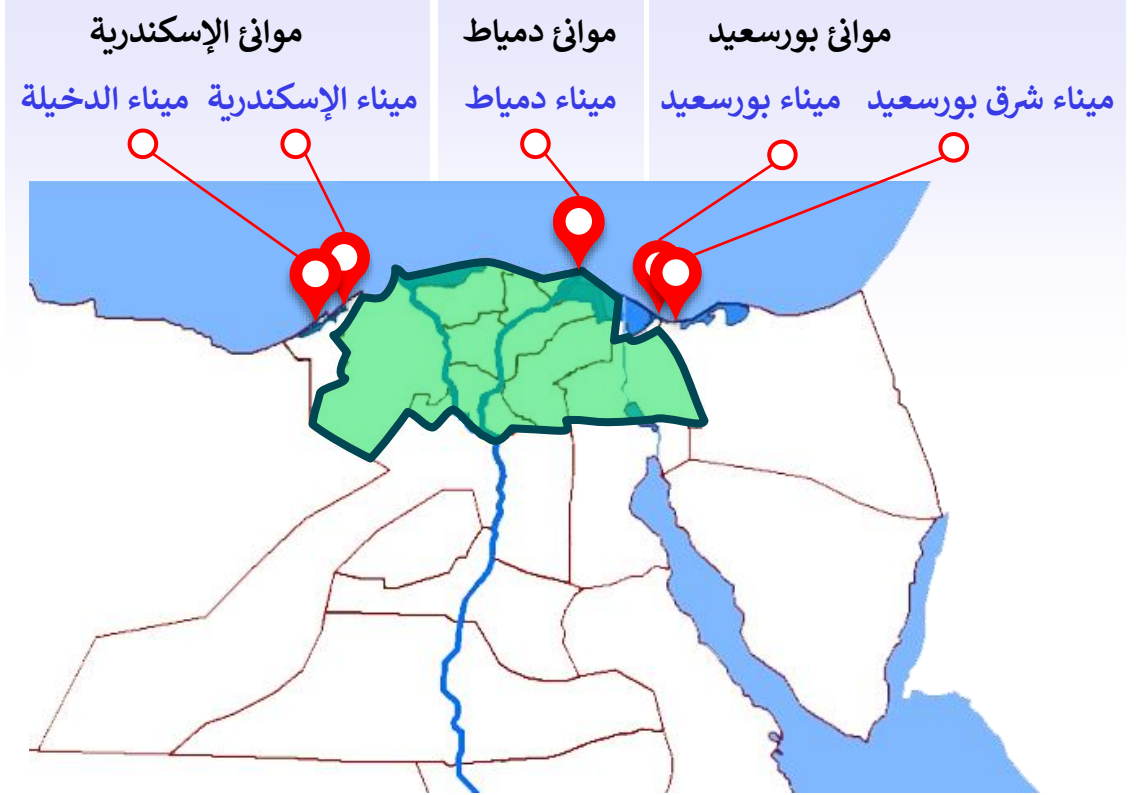 موانئ بورسعيد
موانئ دمياط
موانئ الإسكندرية
ميناء شرق بورسعيد
ميناء بورسعيد
ميناء دمياط
ميناء الإسكندرية
ميناء الدخيلة